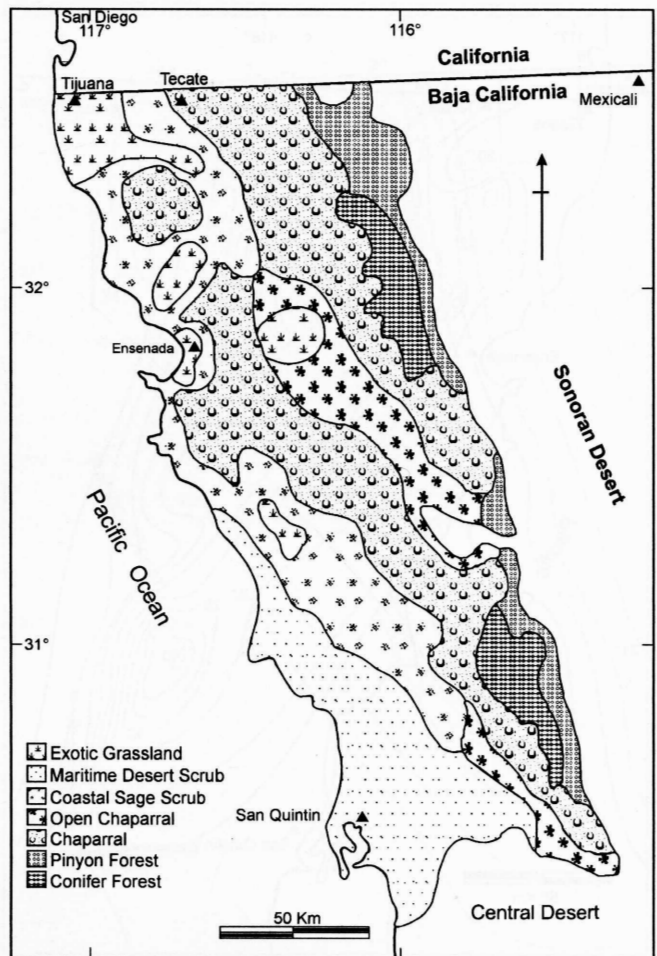 San Diego
117°
116°
California
Tijuana
Tecate
Baja California
Mexicali
32°
Ensenada
Sonoran Desert
Pacific Ocean
31°
Exotic Grassland
Maritime Desert Scrub
Coastal Sage Scrub
Open Chaparral
Chaparral
Pinyon Forest
Conifer Forest
San Quintin
50 Km
Central Desert